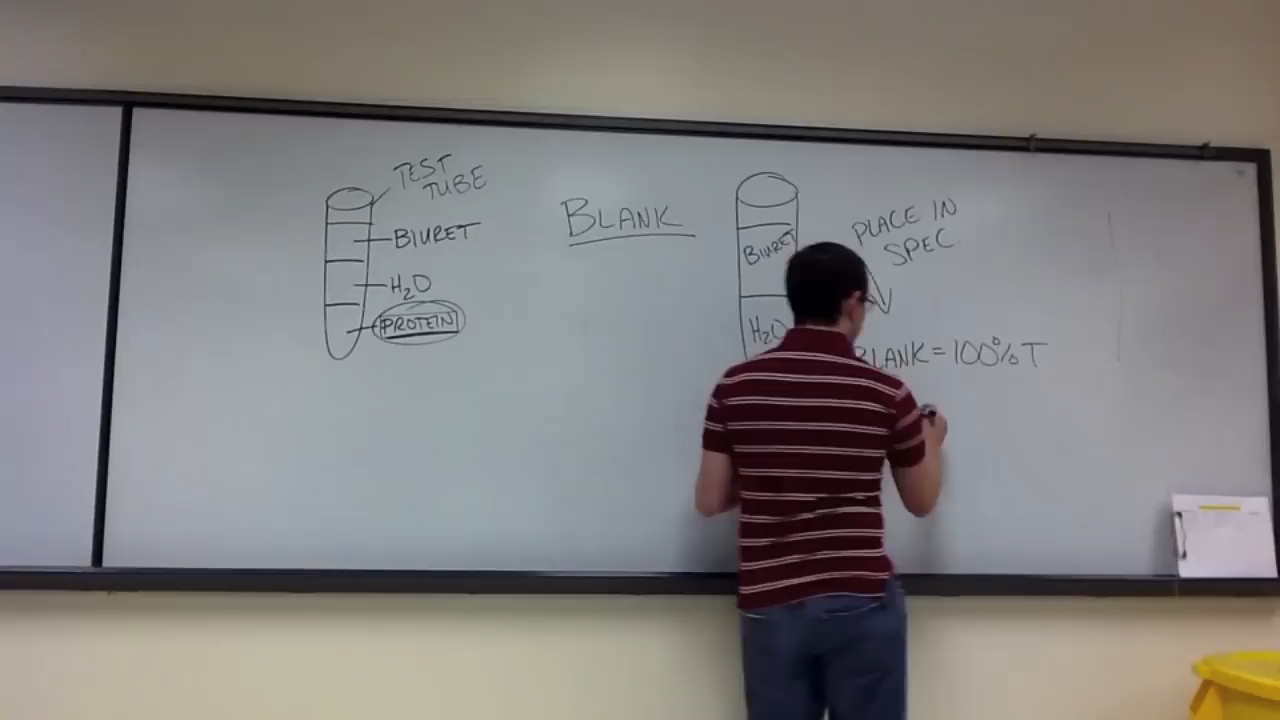 TEST
TUBE
BIURET
H₂O
PROTEIN
BLANK
BIURET
H₂O
PLACE IN
SPEC
BLANK = 100% T